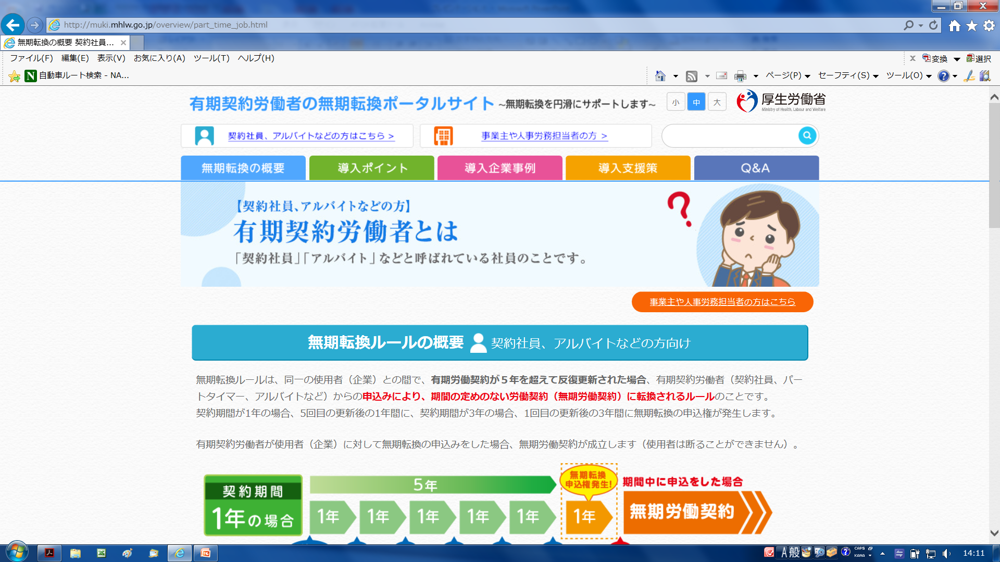 http://muki.mhlw.go.jp/overview/part_time_job.html
無期転換の概要 契約社員...
ファイル(F) 編集(E) 表示(V) お気に入り(A) ツール(T) ヘルプ(H)
変換 選択
自動車ルート検索 - NA...
ページ(P) セーフティ(S) ツール(O)
有期契約労働者の無期転換ポータルサイト ~無期転換を円滑にサポートします~
小 中 大
厚生労働省
Ministry of Health, Labour and Welfare
契約社員、アルバイトなどの方はこちら >
事業主や人事労務担当者の方 >
無期転換の概要 導入ポイント 導入企業事例 導入支援策 Q&A
【契約社員、アルバイトなどの方】
有期契約労働者とは
「契約社員」「アルバイト」などと呼ばれている社員のことです。
事業主や人事労務担当者の方はこちら
無期転換ルールの概要 契約社員、アルバイトなどの方向け
無期転換ルールは、同一の使用者（企業）との間で、有期労働契約が５年を超えて反復更新された場合、有期契約労働者（契約社員、パー
トタイマー、アルバイトなど）からの申込みにより、期間の定めのない労働契約（無期労働契約）に転換されるルールのことです。
契約期間が1年の場合、5回目の更新後の1年間に、契約期間が3年の場合、1回目の更新後の3年間に無期転換の申込権が発生します。
有期契約労働者が使用者（企業）に対して無期転換の申込みをした場合、無期労働契約が成立します（使用者は断ることができません）。
契約期間
1年の場合
5年
1年 1年 1年 1年 1年
無期転換
申込権発生!
1年
期間中に申込をした場合
無期労働契約
A 般
CAPS
KANA
14:11